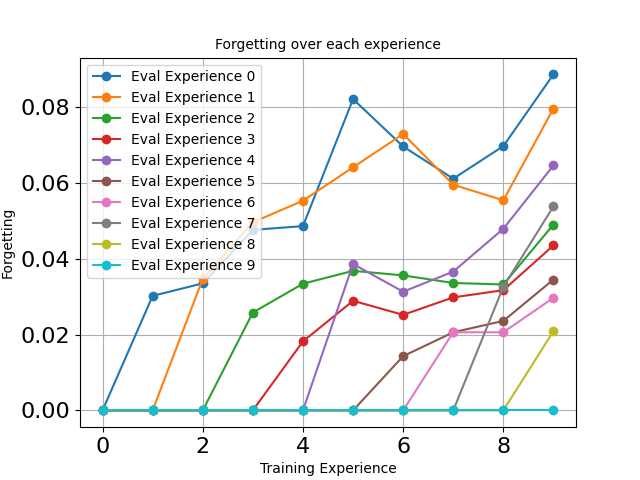 Forgetting over each experience
Eval Experience 0
Eval Experience 1
Eval Experience 2
Eval Experience 3
Eval Experience 4
Eval Experience 5
Eval Experience 6
Eval Experience 7
Eval Experience 8
Eval Experience 9
0.08
0.06
0.04
0.02
0.00
Forgetting
0 2 4 6 8
Training Experience